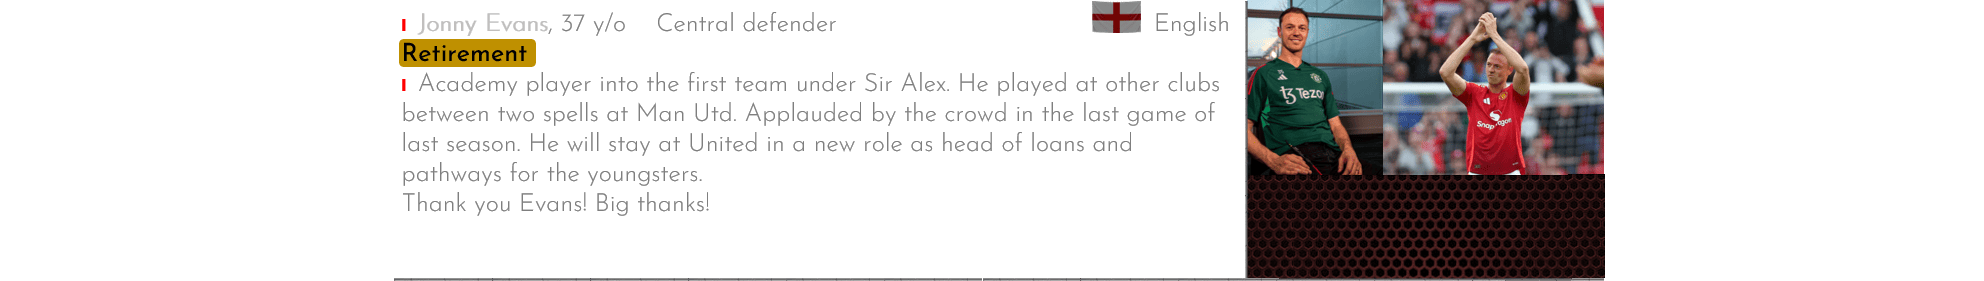 Jonny Evans, 37 y/o Central defender English
Retirement
Academy player into the first team under Sir Alex. He played at other clubs
between two spells at Man Utd. Applauded by the crowd in the last game of
last season. He will stay at United in a new role as head of loans and
pathways for the youngsters.
Thank you Evans! Big thanks!
Tezos
Snapdragon